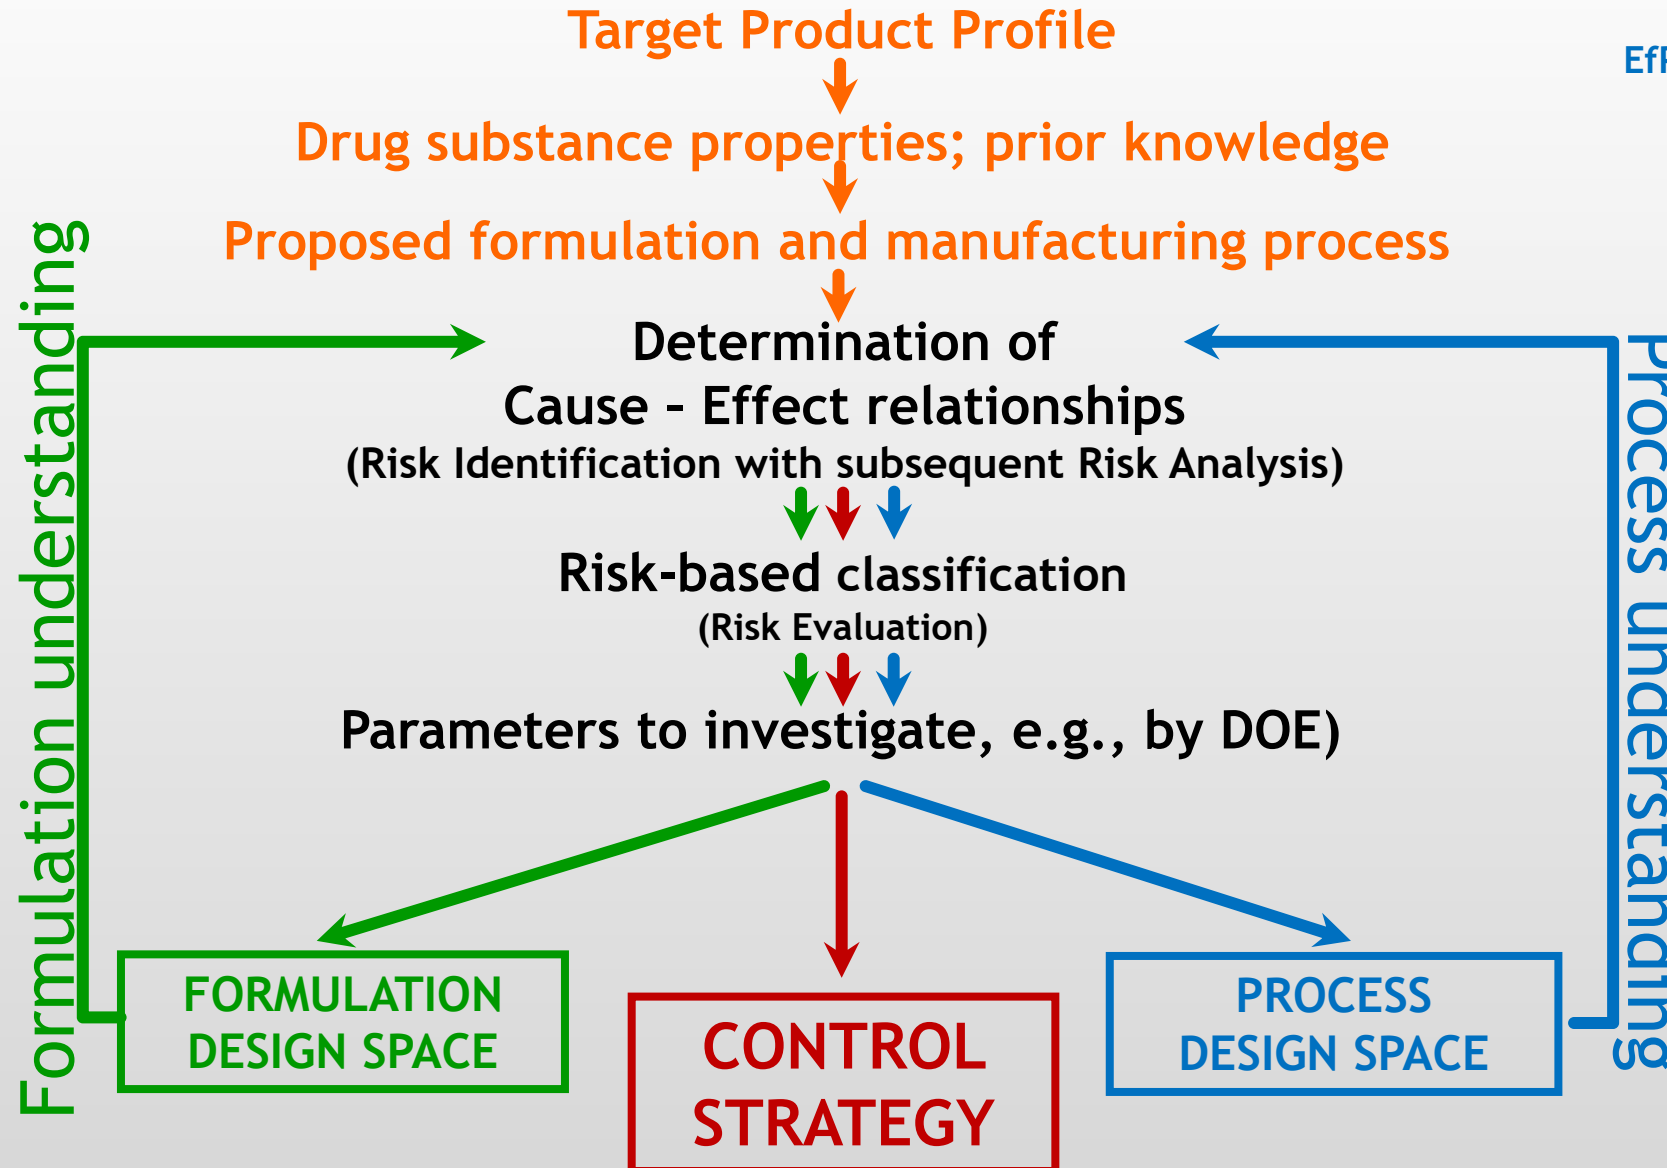 Target Product Profile
EfP
Drug substance properties; prior knowledge
Proposed formulation and manufacturing process
Formulation understanding
Process understanding
Determination of
Cause – Effect relationships
(Risk Identification with subsequent Risk Analysis)
Risk-based classification
(Risk Evaluation)
Parameters to investigate, e.g., by DOE)
FORMULATION
DESIGN SPACE
CONTROL
STRATEGY
PROCESS
DESIGN SPACE